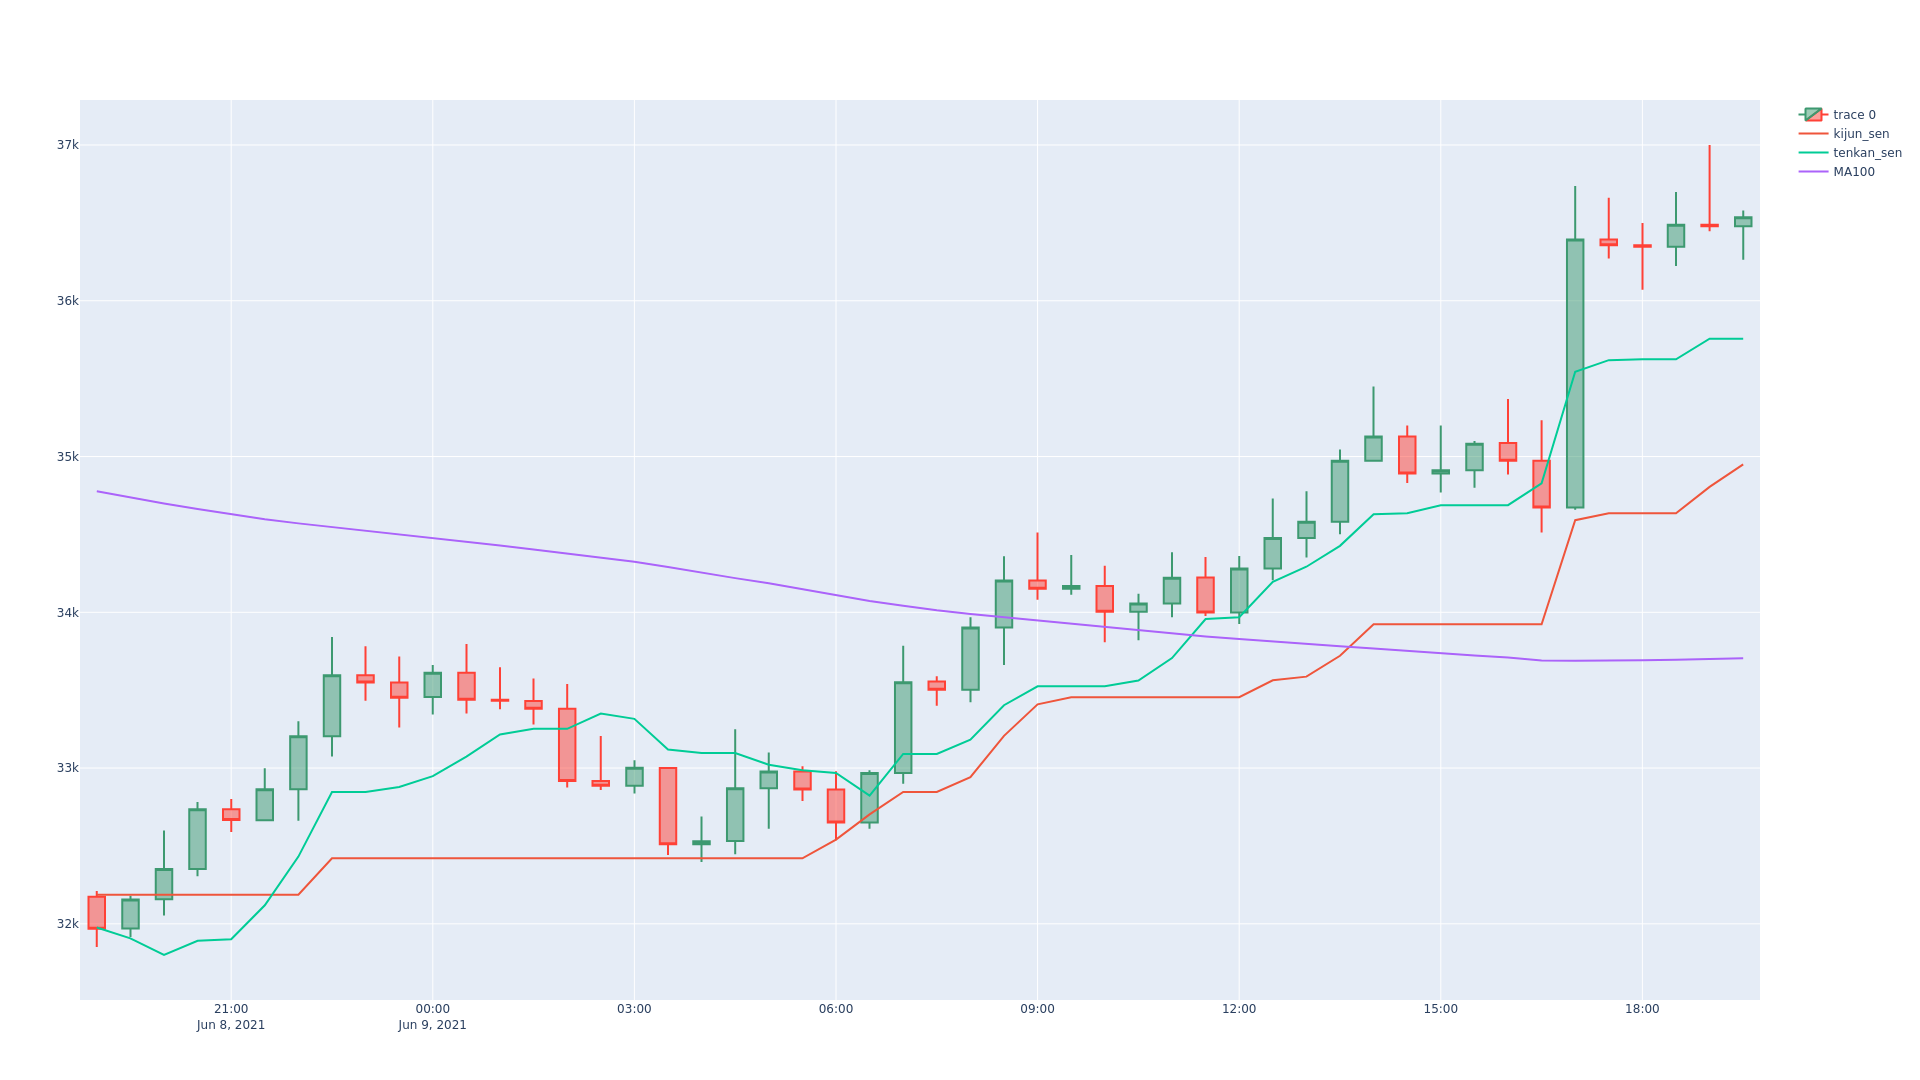 37k
36k
35k
34k
33k
32k
21:00
Jun 8, 2021
00:00
Jun 9, 2021
03:00
06:00
09:00
12:00
15:00
18:00
trace 0
kijun_sen
tenkan_sen
MA100